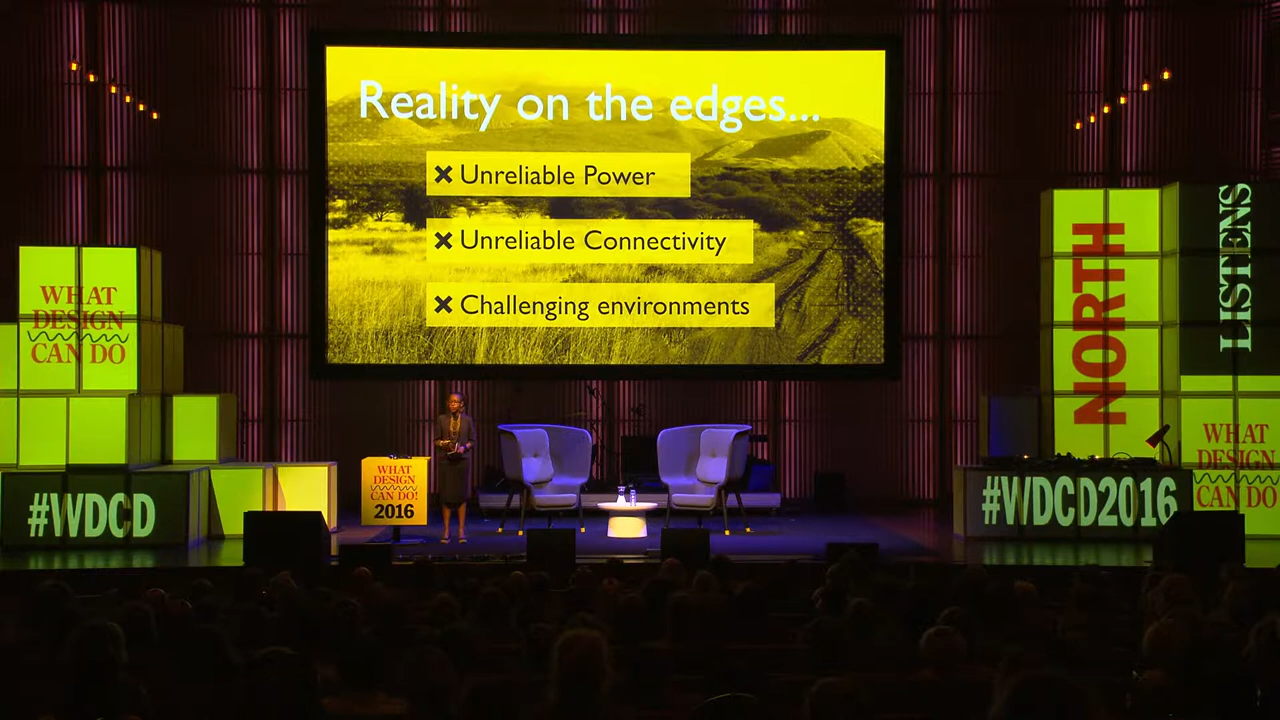 Reality on the edges...
✖ Unreliable Power
✖ Unreliable Connectivity
✖ Challenging environments
WHAT
DESIGN
CAN DO
#WDCD
WHAT
DESIGN
CAN DO!
2016
NORTH
LISTENS
WHAT
DESIGN
CAN DO
#WDCD2016